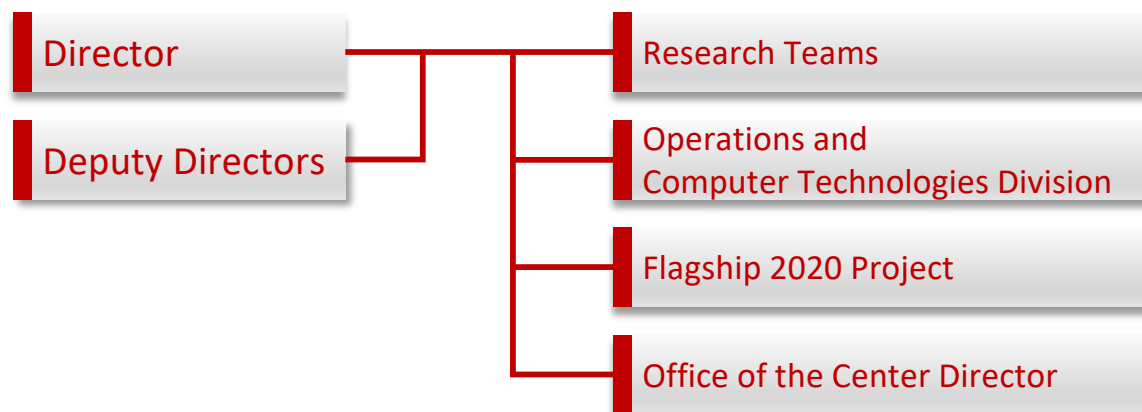 Director
Deputy Directors
Research Teams
Operations and
Computer Technologies Division
Flagship 2020 Project
Office of the Center Director